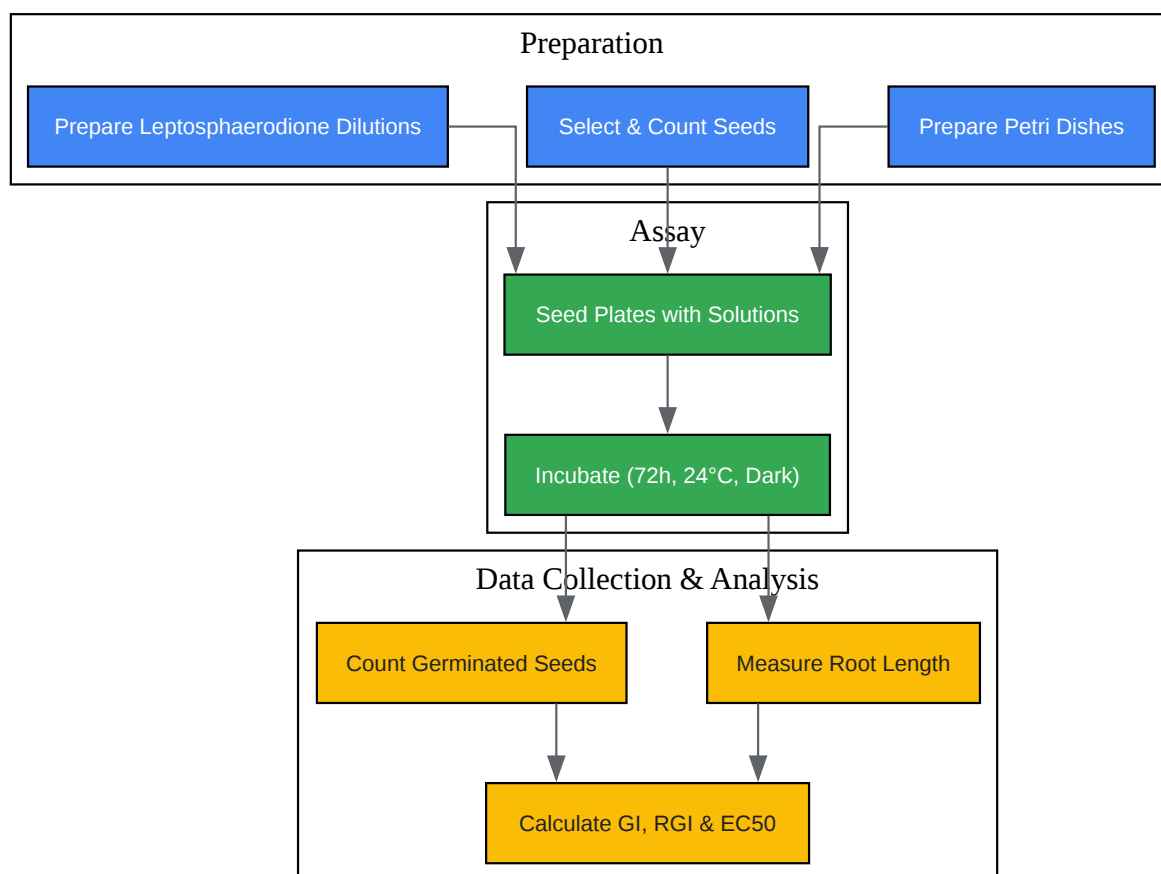 Preparation
Prepare Leptosphaerodione Dilutions
Select & Count Seeds
Prepare Petri Dishes
Assay
Seed Plates with Solutions
Incubate (72h, 24°C, Dark)
Data Collection & Analysis
Count Germinated Seeds
Measure Root Length
Calculate GI, RGI & EC50